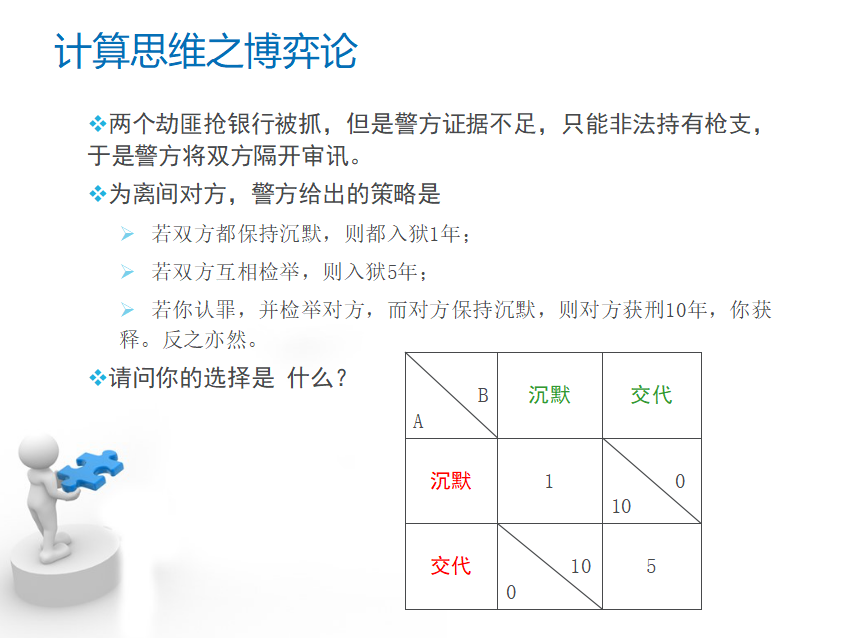 计算思维之博弈论
两个劫匪抢银行被抓，但是警方证据不足，只能非法持有枪支，
于是警方将双方隔开审讯。
为离间对方，警方给出的策略是
若双方都保持沉默，则都入狱1年；
若双方互相检举，则入狱5年；
若你认罪，并检举对方，而对方保持沉默，则对方获刑10年，你获
释。反之亦然。
请问你的选择是 什么？
B
A
沉默
交代
沉默
1
0
10
交代
10
0
5